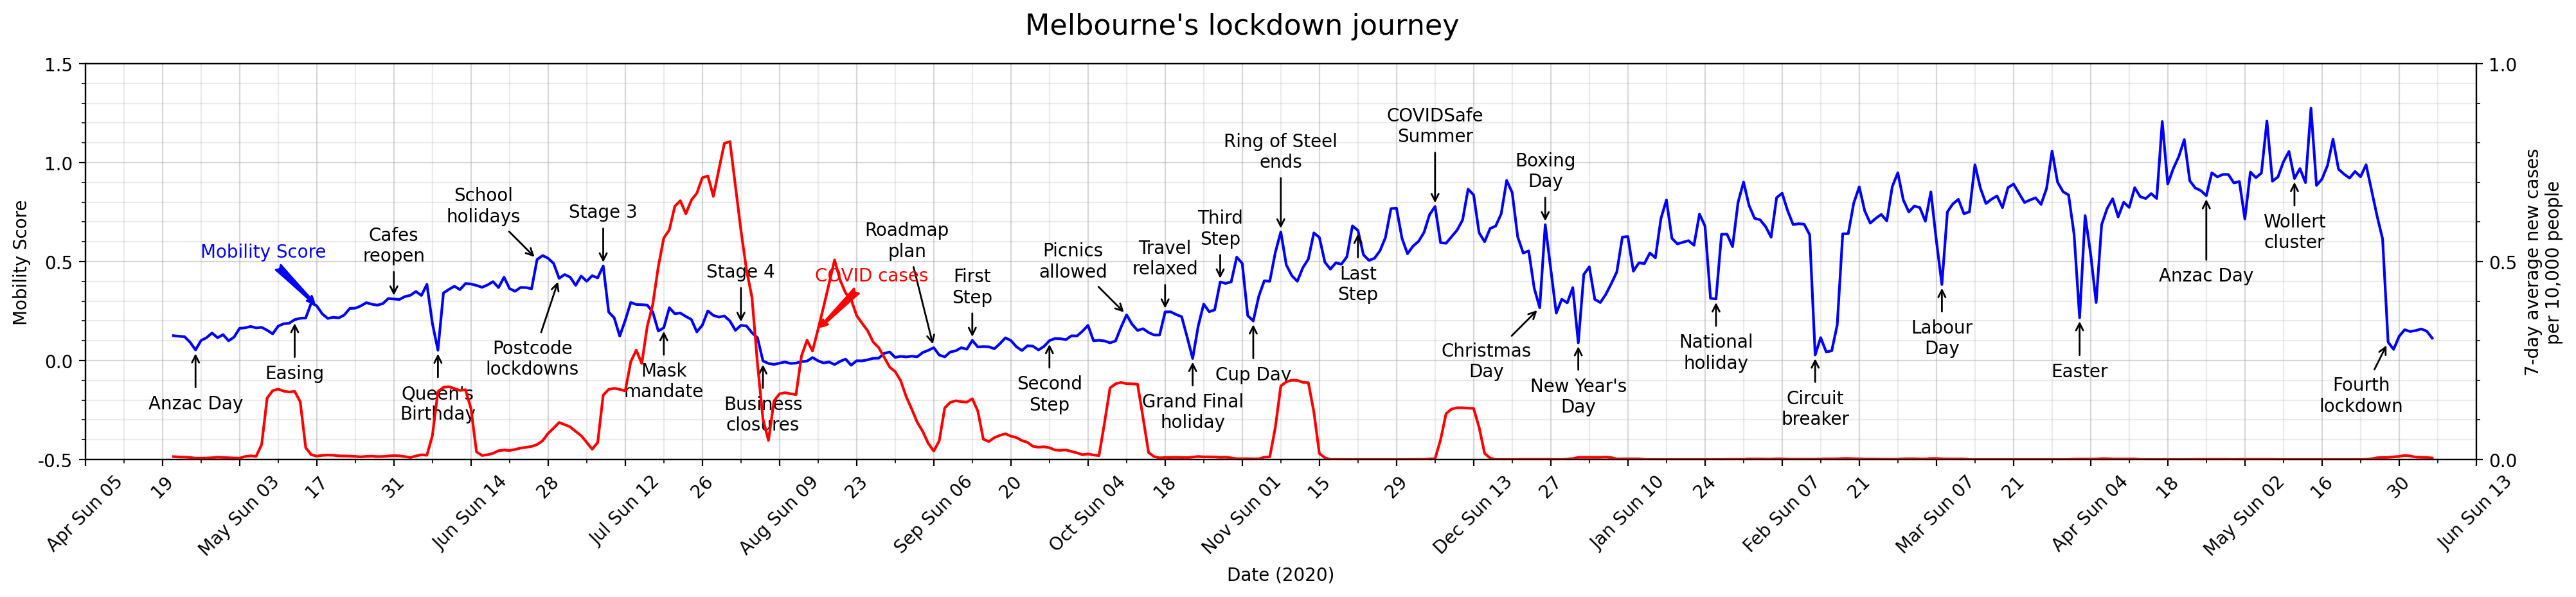 Melbourne's lockdown journey
1.5
1.0
0.5
0.0
-0.5
Mobility Score
1.0
0.5
0.0
7-day average new cases
per 10,000 people
Mobility Score
COVID cases
Anzac Day
Easing
Cafes
reopen
Queen's
Birthday
School
holidays
Postcode
lockdowns
Stage 3
Mask
mandate
Stage 4
Business
closures
Roadmap
plan
First
Step
Second
Step
Picnics
allowed
Travel
relaxed
Grand Final
holiday
Third
Step
Cup Day
Ring of Steel
ends
Last
Step
COVIDSafe
Summer
Christmas
Day
Boxing
Day
New Year's
Day
National
holiday
Circuit
breaker
Labour
Day
Easter
Anzac Day
Wollert
cluster
Fourth
lockdown
Apr Sun 05
19
May Sun 03
17
31
Jun Sun 14
28
Jul Sun 12
26
Aug Sun 09
23
Sep Sun 06
20
Oct Sun 04
18
Nov Sun 01
15
29
Dec Sun 13
27
Jan Sun 10
24
Feb Sun 07
21
Mar Sun 07
21
Apr Sun 04
18
May Sun 02
16
30
Jun Sun 13
Date (2020)